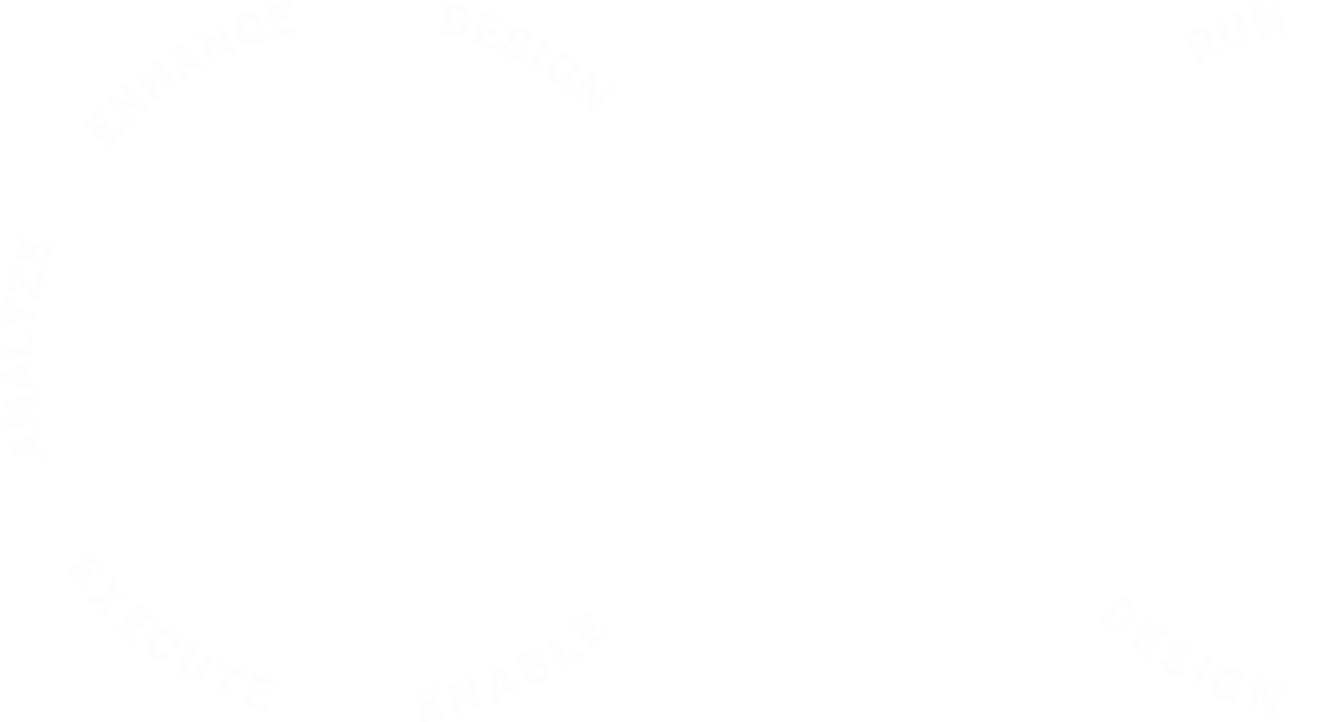 ENHANCE
DESIGN
RUN
ANALYZE
EXECUTE
ENABLE
DESIGN